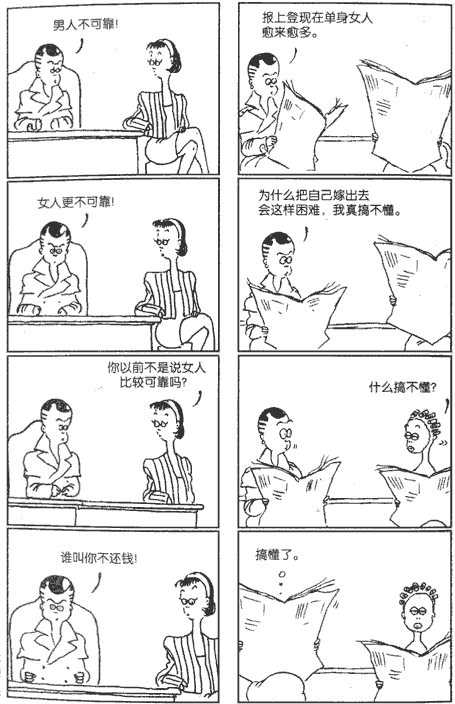 男人不可靠!
女人更不可靠!
你以前不是说女人
比较可靠吗?
谁叫你不还钱!
报上登现在单身女人
愈来愈多。
为什么把自己嫁出去
会这样困难，我真搞不懂。
什么搞不懂?
搞懂了。